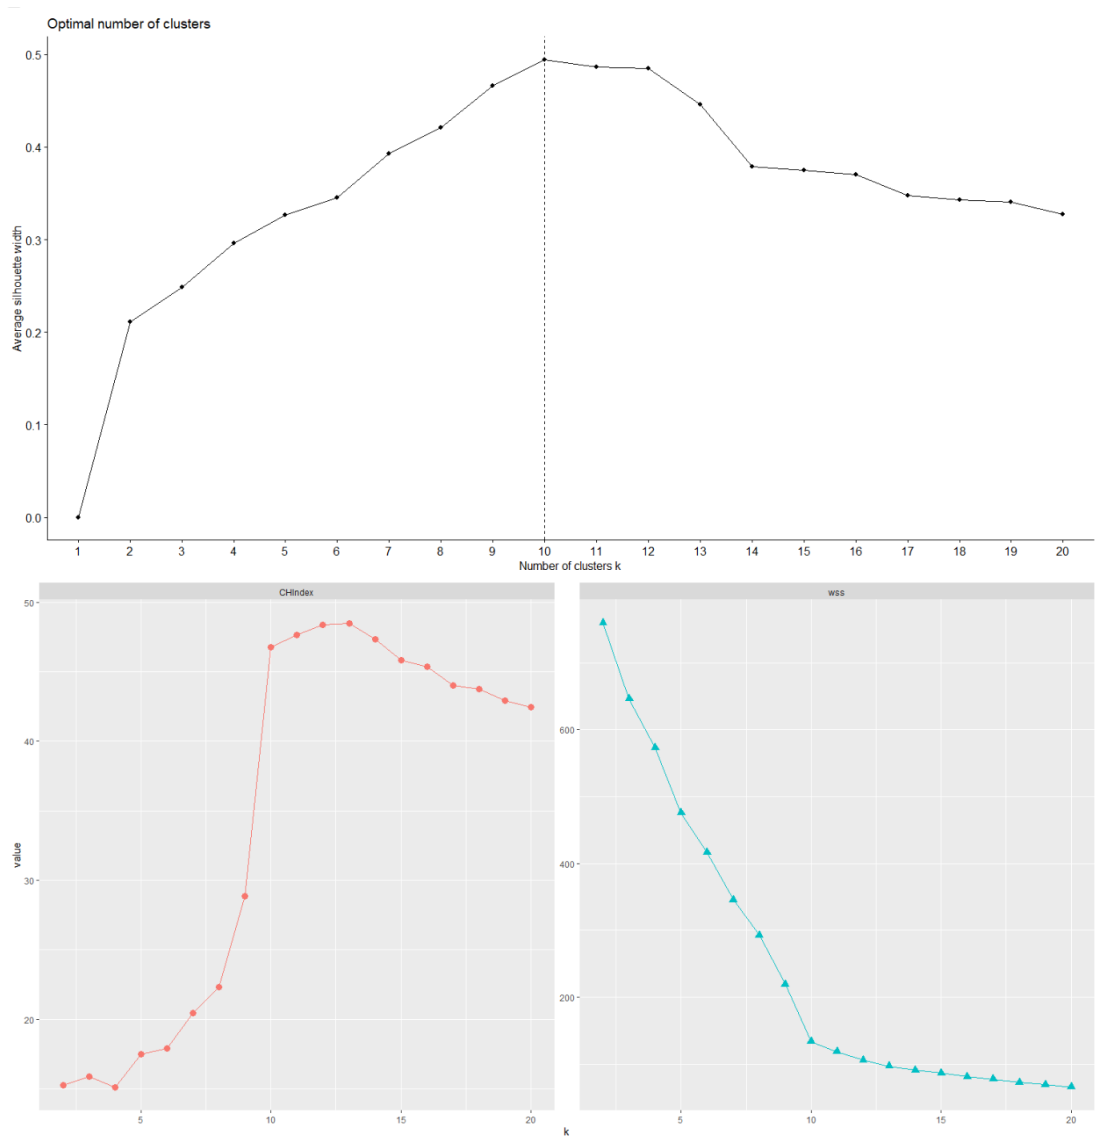 Optimal number of clusters
Average silhouette width
0.5
0.4
0.3
0.2
0.1
0.0
1 2 3 4 5 6 7 8 9 10 11 12 13 14 15 16 17 18 19 20
Number of clusters k
CHIndex
wss
value
50
40
30
20
600
400
200
5 10 15 20
5 10 15 20
k